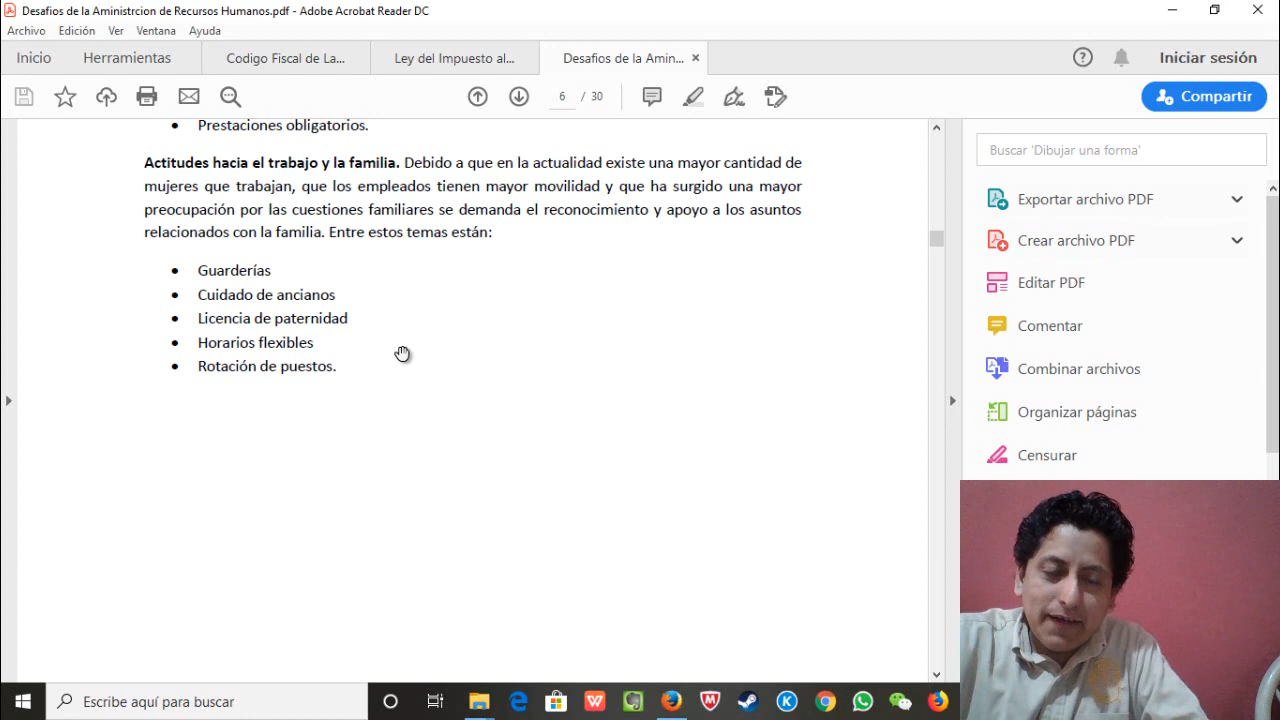 Desafios de la Aministrcion de Recursos Humanos.pdf - Adobe Acrobat Reader DC
Archivo Edición Ver Ventana Ayuda
Inicio Herramientas Codigo Fiscal de La... Ley del Impuesto al... Desafios de la Amin... Iniciar sesión
6 / 30 Compartir
• Prestaciones obligatorios.
Actitudes hacia el trabajo y la familia. Debido a que en la actualidad existe una mayor cantidad de
mujeres que trabajan, que los empleados tienen mayor movilidad y que ha surgido una mayor
preocupación por las cuestiones familiares se demanda el reconocimiento y apoyo a los asuntos
relacionados con la familia. Entre estos temas están:
• Guarderías
• Cuidado de ancianos
• Licencia de paternidad
• Horarios flexibles
• Rotación de puestos.
Buscar 'Dibujar una forma'
Exportar archivo PDF
Crear archivo PDF
Editar PDF
Comentar
Combinar archivos
Organizar páginas
Censurar
Escribe aquí para buscar